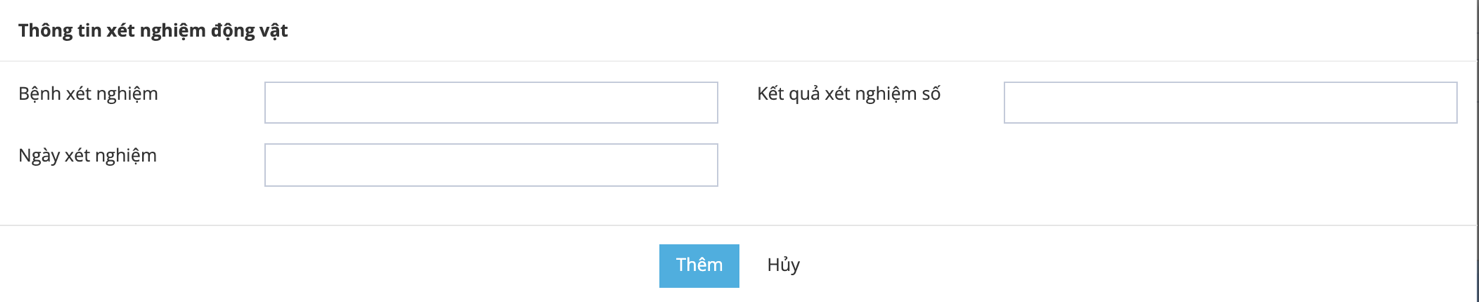 Thông tin xét nghiệm động vật
Bệnh xét nghiệm
Kết quả xét nghiệm số
Ngày xét nghiệm
Thêm
Hủy